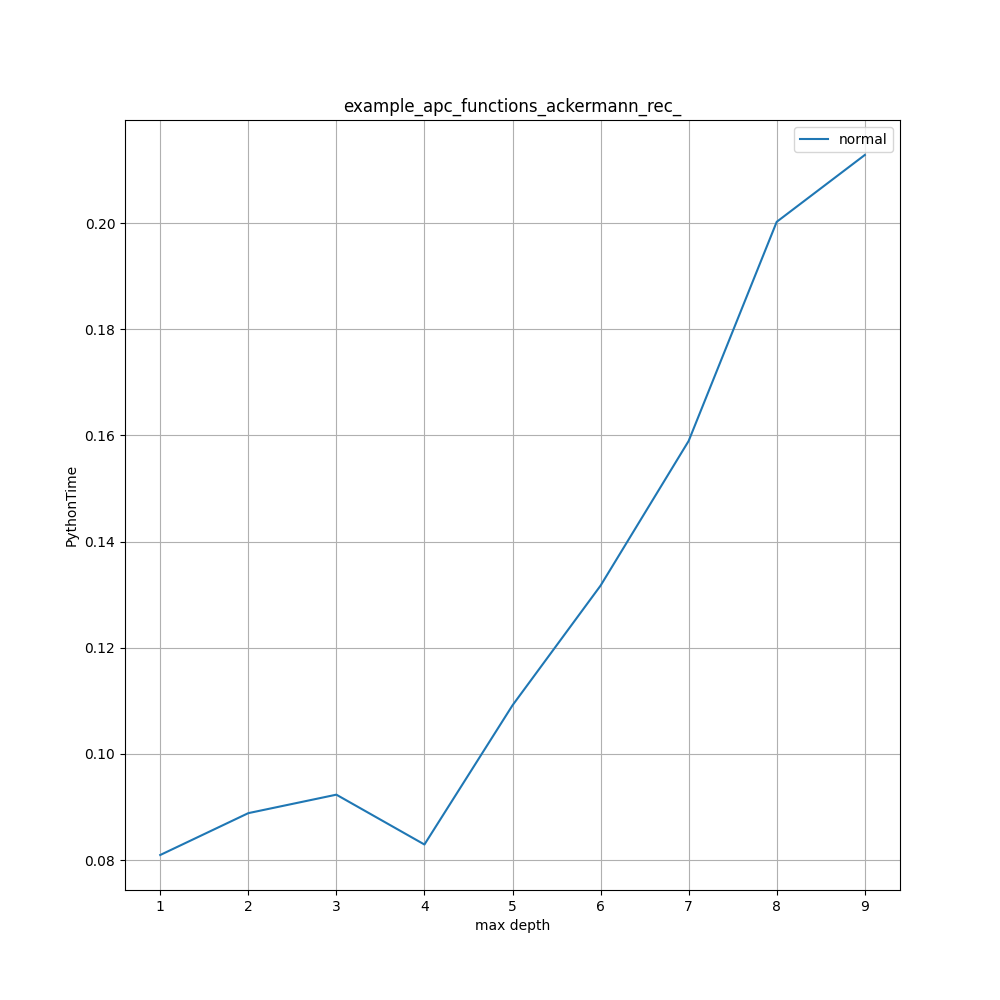 example_apc_functions_ackermann_rec_
normal
0.20
0.18
0.16
0.14
0.12
0.10
0.08
PythonTime
1 2 3 4 5 6 7 8 9
max depth